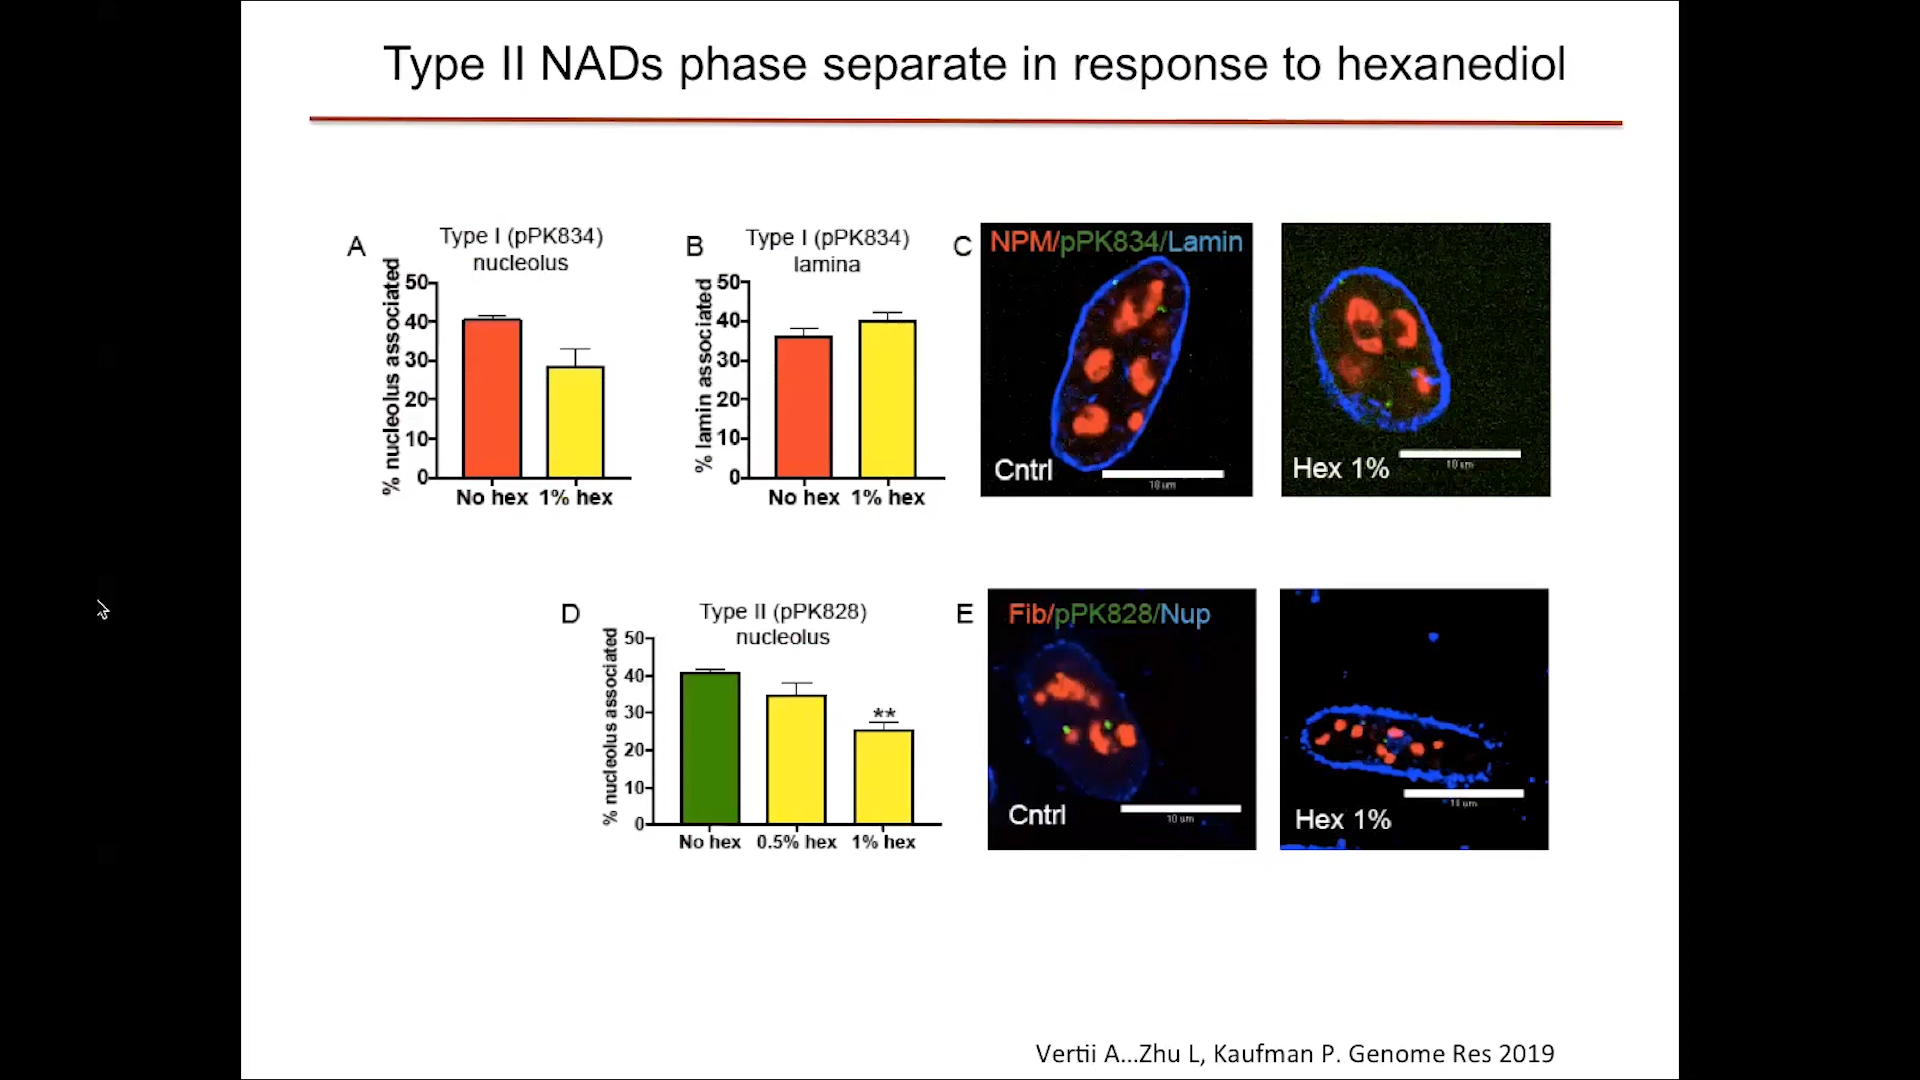 Type II NADs phase separate in response to hexanediol
A
Type I (pPK834)
nucleolus
% nucleolus associated
50
40
30
20
10
0
No hex 1% hex
B
Type I (pPK834)
lamina
% lamin associated
50
40
30
20
10
0
No hex 1% hex
C
NPM/pPK834/Lamin
Cntrl
10 um
Hex 1%
10 um
D
Type II (pPK828)
nucleolus
% nucleolus associated
50
40
30
20
10
0
**
No hex 0.5% hex 1% hex
E
Fib/pPK828/Nup
Cntrl
10 um
Hex 1%
10 um
Vertii A...Zhu L, Kaufman P. Genome Res 2019